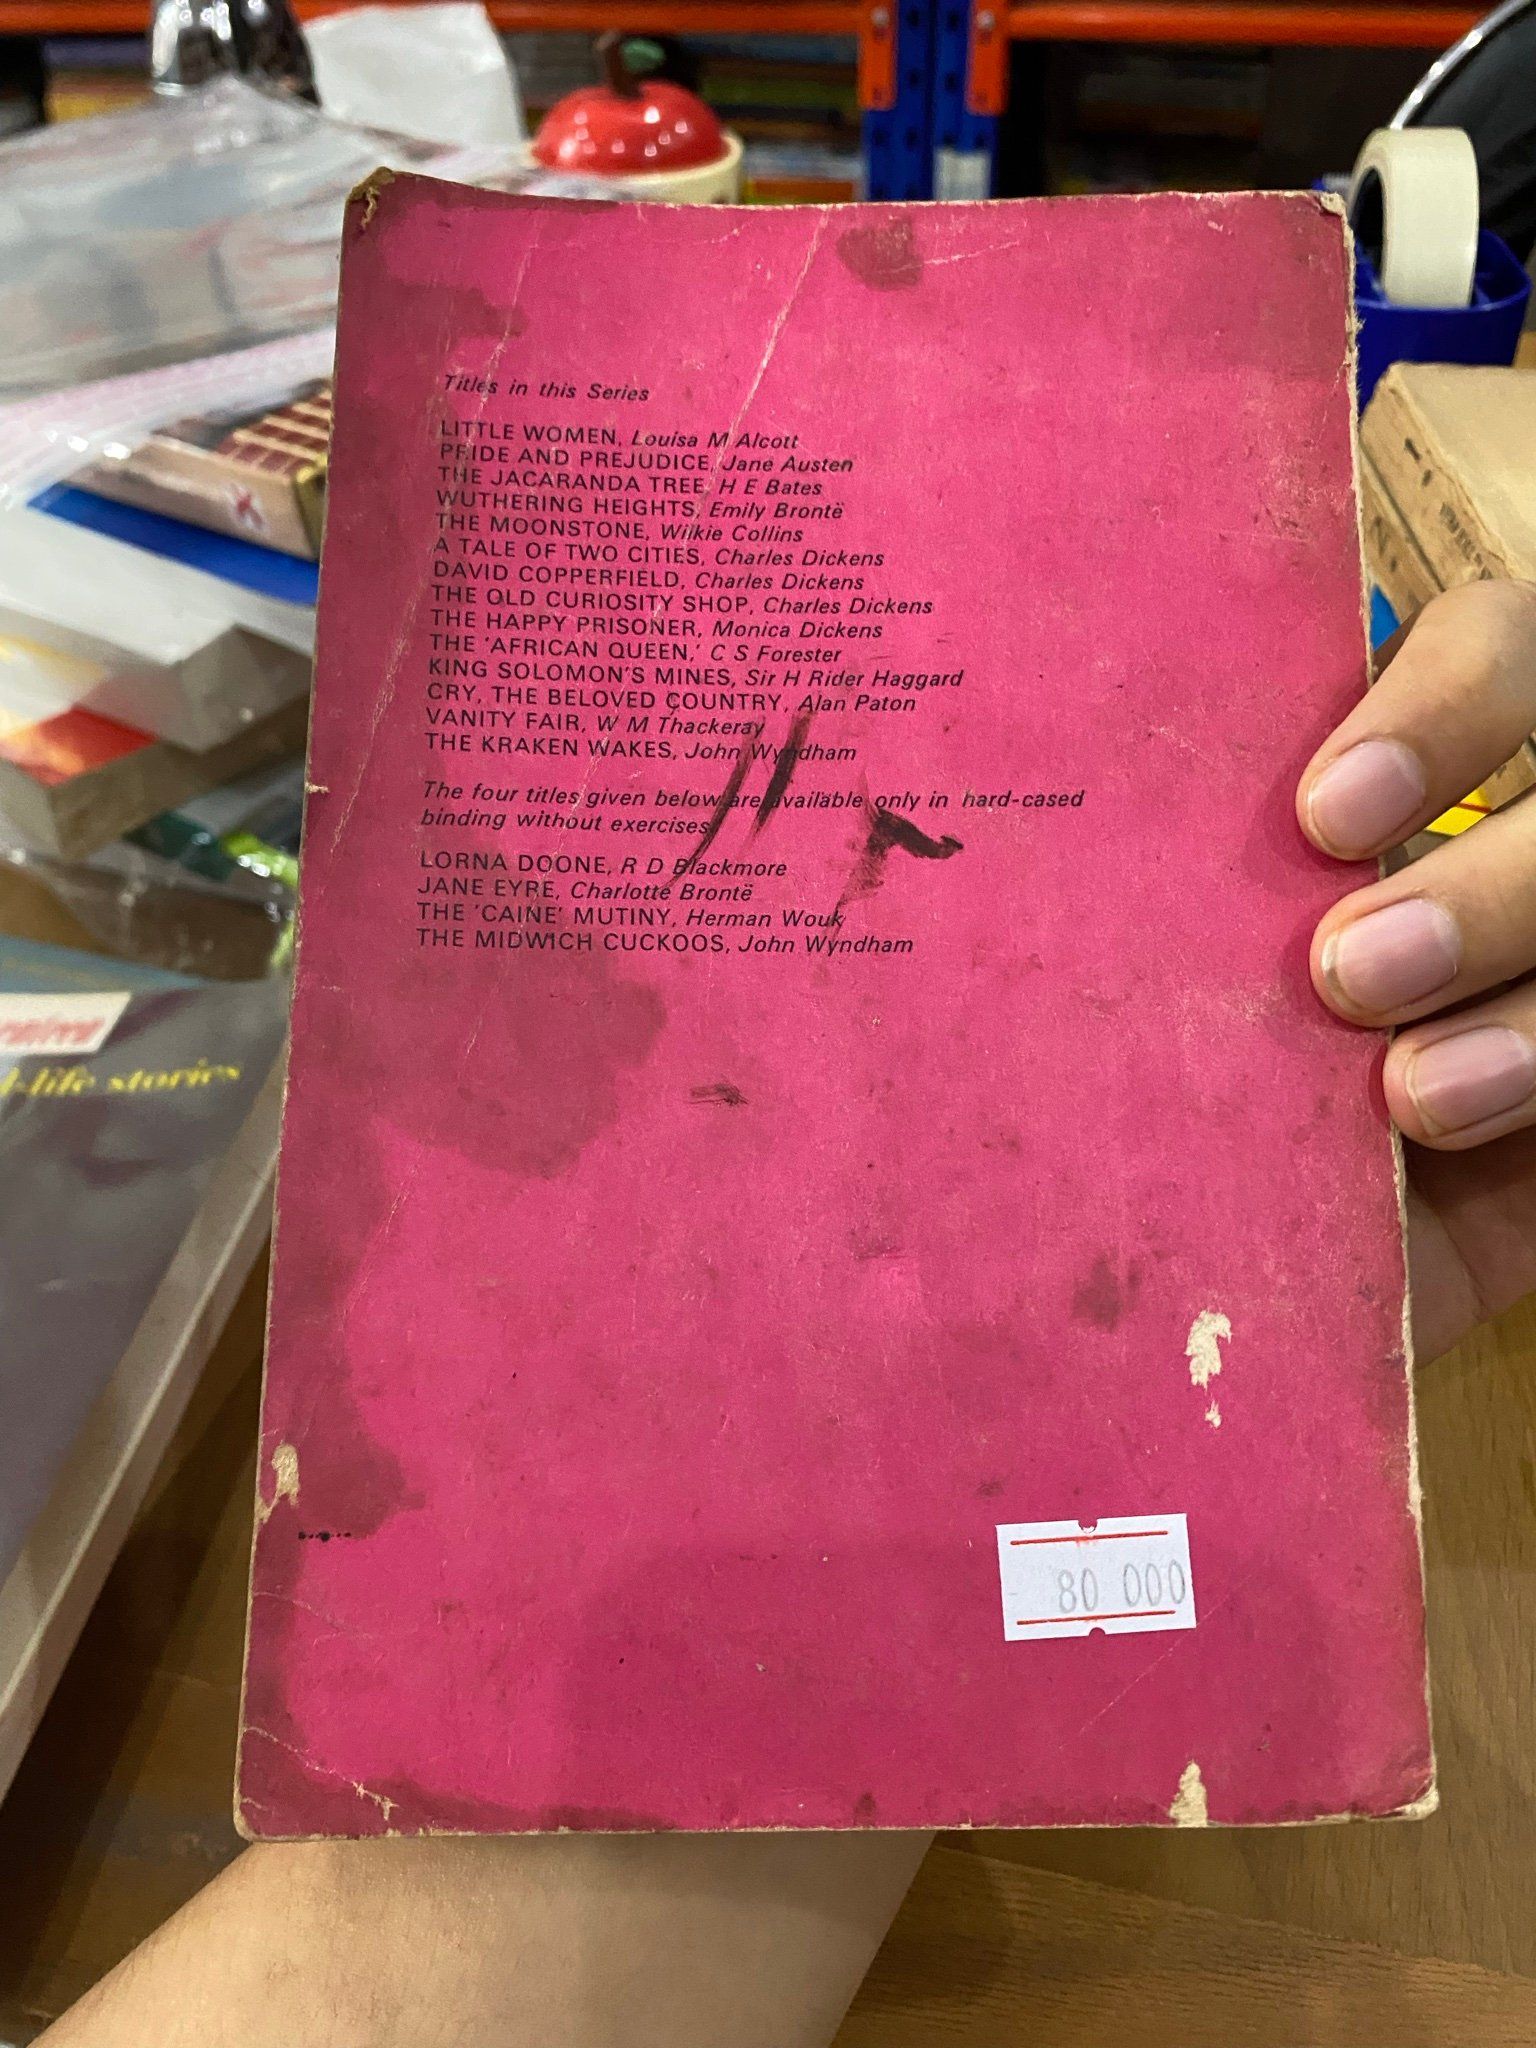 Titles in this Series
LITTLE WOMEN, Louisa M Alcott
PRIDE AND PREJUDICE, Jane Austen
THE JACARANDA TREE, H E Bates
WUTHERING HEIGHTS, Emily Brontë
THE MOONSTONE, Wilkie Collins
A TALE OF TWO CITIES, Charles Dickens
DAVID COPPERFIELD, Charles Dickens
THE OLD CURIOSITY SHOP, Charles Dickens
THE HAPPY PRISONER, Monica Dickens
THE 'AFRICAN QUEEN,' C S Forester
KING SOLOMON'S MINES, Sir H Rider Haggard
CRY, THE BELOVED COUNTRY, Alan Paton
VANITY FAIR, W M Thackeray
THE KRAKEN WAKES, John Wyndham
The four titles given below are available only in hard-cased
binding without exercises
LORNA DOONE, R D Blackmore
JANE EYRE, Charlotte Brontë
THE 'CAINE' MUTINY, Herman Wouk
THE MIDWICH CUCKOOS, John Wyndham
80 000
stories